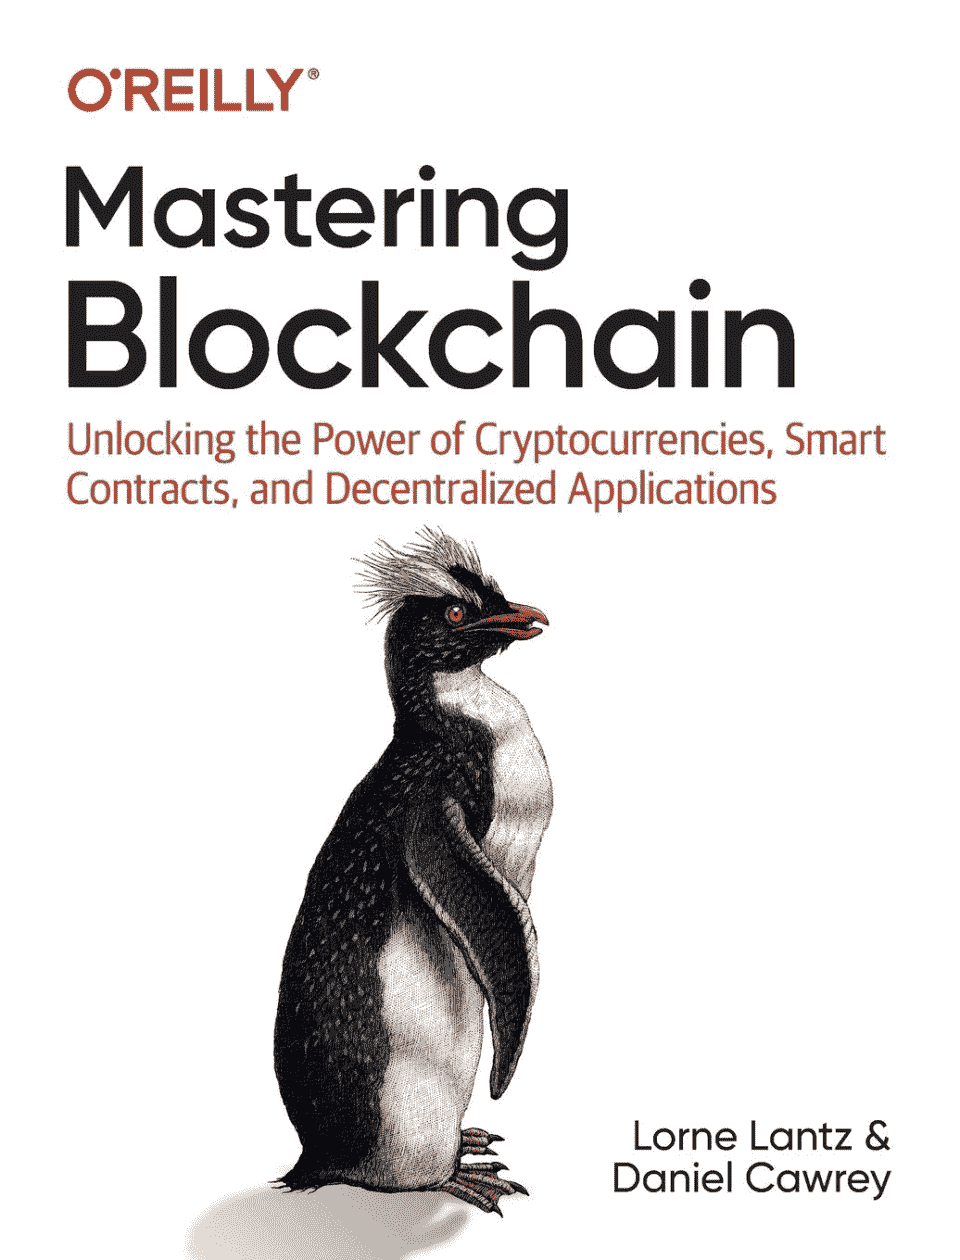 O'REILLY®
Mastering
Blockchain
Unlocking the Power of Cryptocurrencies, Smart
Contracts, and Decentralized Applications
Lorne Lantz &
Daniel Cawrey